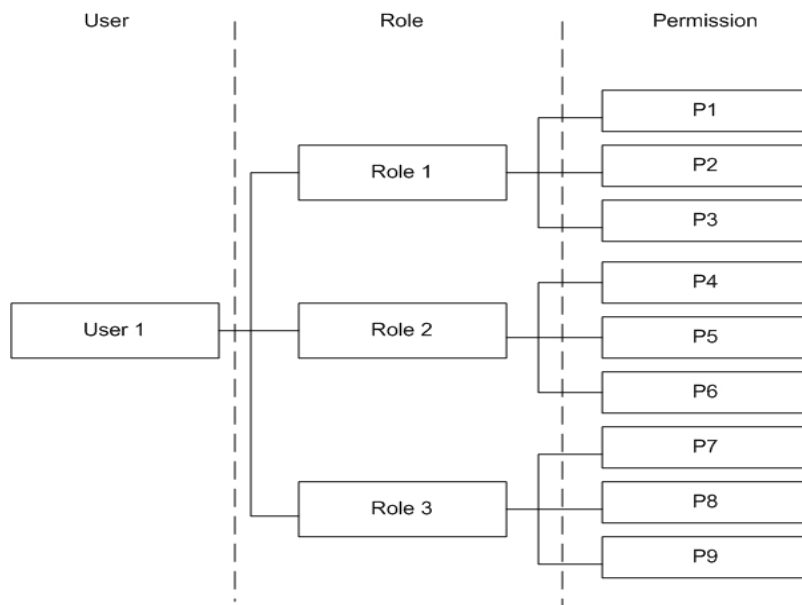 User
Role
Permission
P1
Role 1
P2
P3
P4
User 1
Role 2
P5
P6
P7
Role 3
P8
P9